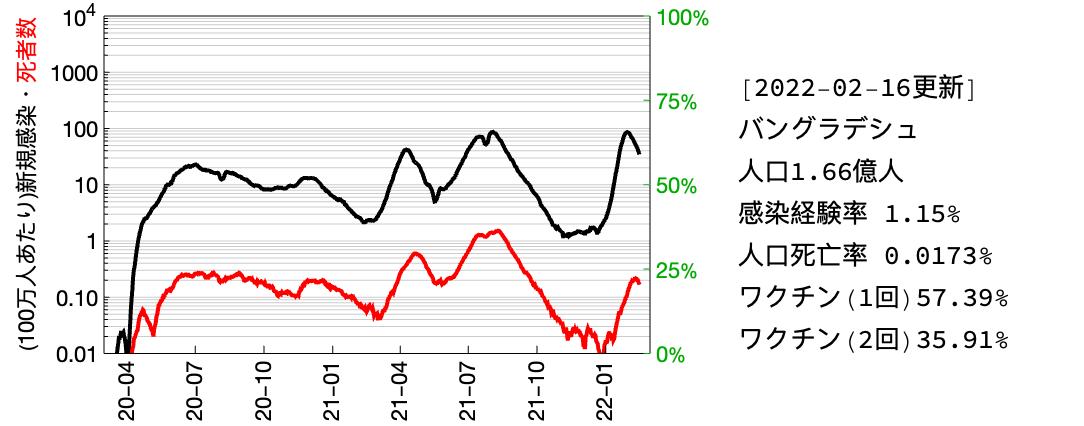 (100万人あたり)新規感染・死者数
10^4
1000
100
10
1
0.10
0.01
100%
75%
50%
25%
0%
20-04
20-07
20-10
21-01
21-04
21-07
21-10
22-01
[2022-02-16更新]
バングラデシュ
人口1.66億人
感染経験率 1.15%
人口死亡率 0.0173%
ワクチン(1回)57.39%
ワクチン(2回)35.91%